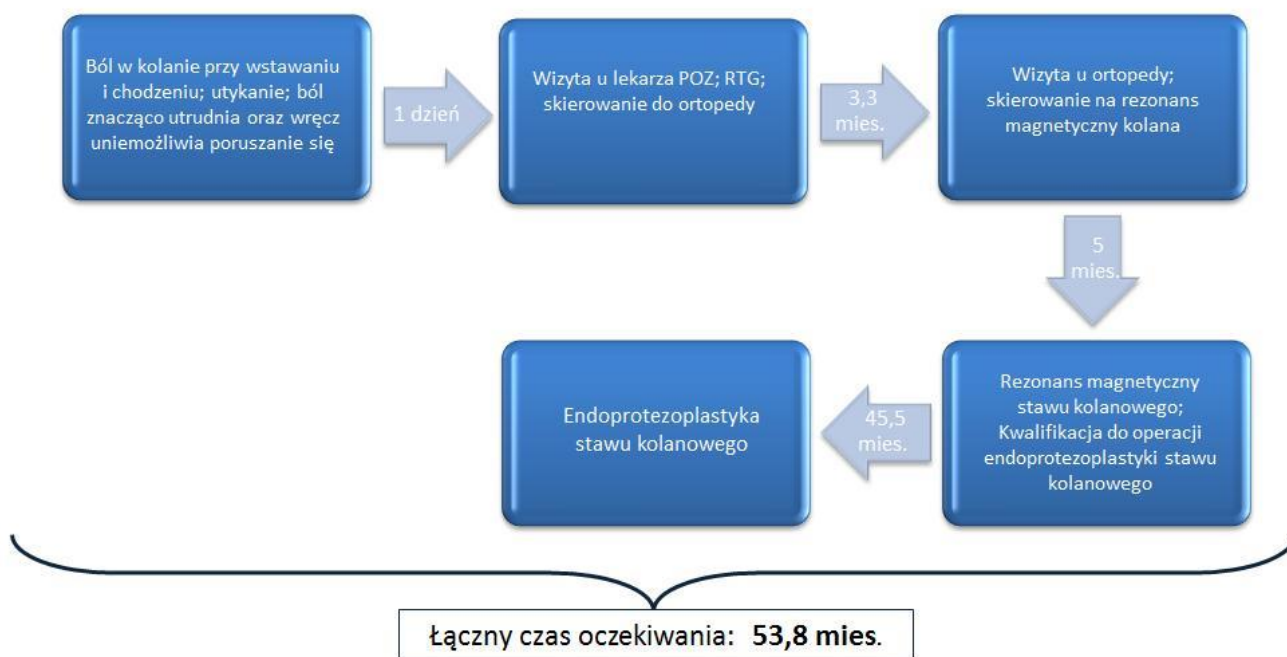 Ból w kolanie przy wstawaniu
i chodzeniu; utykanie; ból
znacząco utrudnia oraz wręcz
uniemożliwia poruszanie się
1 dzień
Wizyta u lekarza POZ; RTG;
skierowanie do ortopedy
3,3
mies.
Wizyta u ortopedy;
skierowanie na rezonans
magnetyczny kolana
5
mies.
Rezonans magnetyczny
stawu kolanowego;
Kwalifikacja do operacji
endoprotezoplastyki stawu
kolanowego
45,5
mies.
Endoprotezoplastyka
stawu kolanowego
Łączny czas oczekiwania: 53,8 mies.